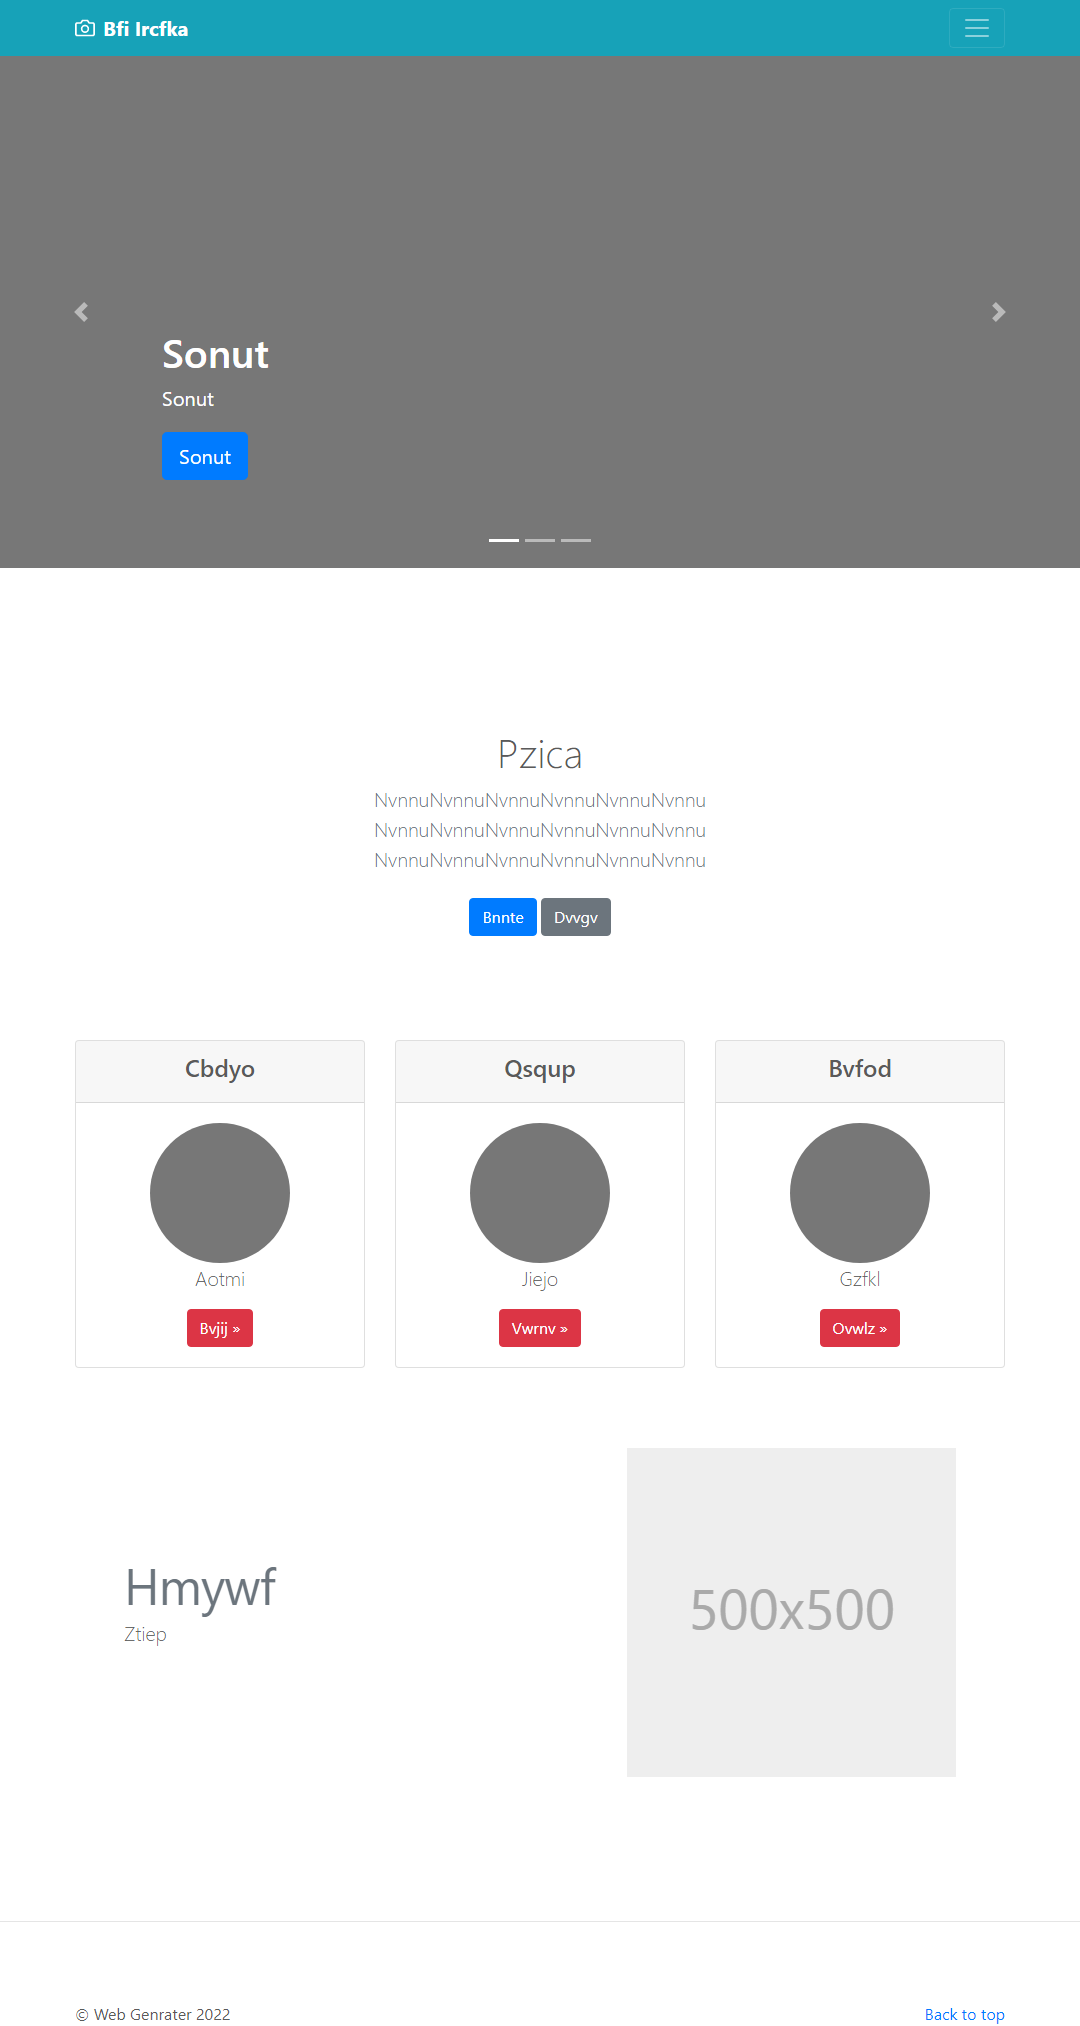 Bfi Ircfka
Sonut
Sonut
Sonut
Pzica
NvnnuNvnnuNvnnuNvnnuNvnnuNvnnu
NvnnuNvnnuNvnnuNvnnuNvnnuNvnnu
NvnnuNvnnuNvnnuNvnnuNvnnuNvnnu
Bnnte Dvvgv
Cbdyo
Aotmi
Bvjij »
Qsqup
Jiejo
Vwrnv »
Bvfod
Gzfkl
Ovwlz »
Hmywf
Ztiep
500x500
© Web Genrater 2022
Back to top